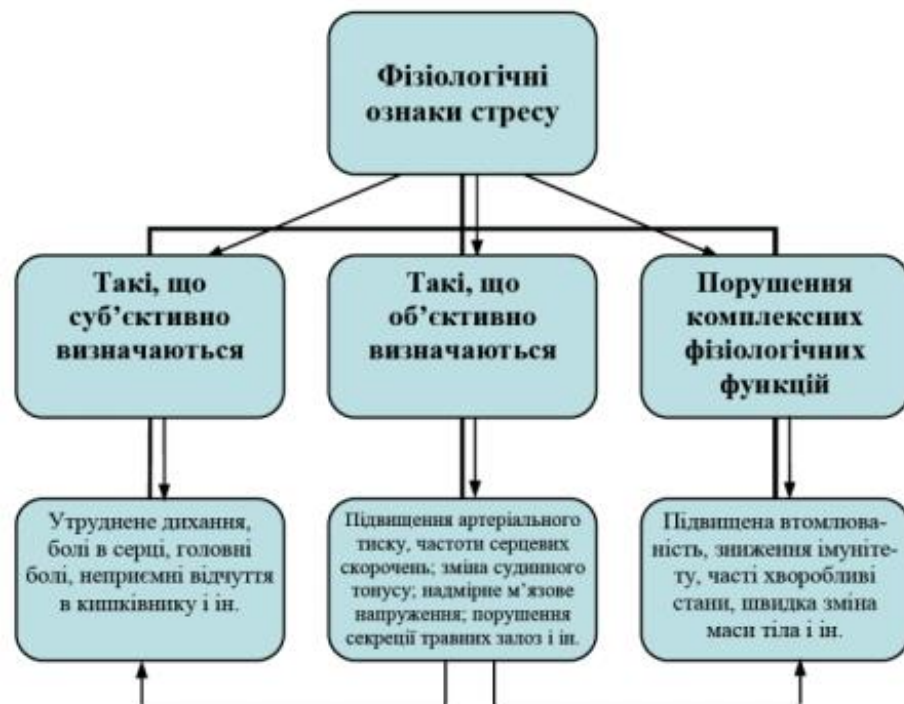 Фізіологічні
ознаки стресу
Такі, що
суб’єктивно
визначаються
Такі, що
об’єктивно
визначаються
Порушення
комплексних
фізіологічних
функцій
Утруднене дихання,
болі в серці, головні
болі, неприємні відчуття
в кишківнику і ін.
Підвищення артеріального
тиску, частоти серцевих
скорочень; зміна судинного
тонусу; надмірне м’язове
напруження; порушення
секреції травних залоз і ін.
Підвищена втомлюва-
ність, зниження імуніте-
ту, часті хворобливі
стани, швидка зміна
маси тіла і ін.